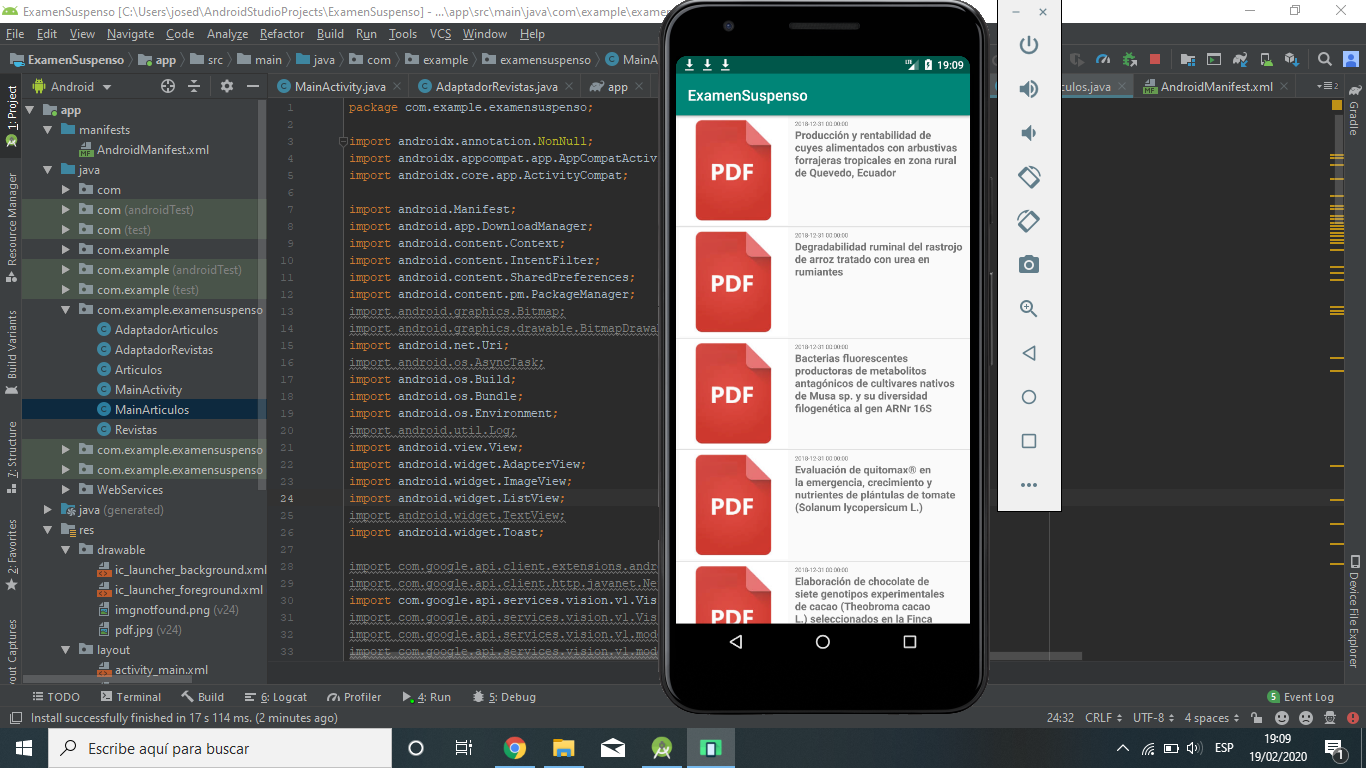 ExamenSuspenso [C:\Users\josed\AndroidStudioProjects\ExamenSuspenso] - ...\app\src\main\java\com\example\examen
File Edit View Navigate Code Analyze Refactor Build Run Tools VCS Window Help
ExamenSuspenso app src main java com example examensuspenso MainA
Android
MainActivity.java AdaptadorRevistas.java app culos.java AndroidManifest.xml
1: Project
Resource Manager
Build Variants
7: Structure
2: Favorites
yout Captures
Gradle
Device File Explorer
app
manifests
AndroidManifest.xml
java
com
com (androidTest)
com (test)
com.example
com.example (androidTest)
com.example (test)
com.example.examensuspenso
AdaptadorArticulos
AdaptadorRevistas
Articulos
MainActivity
MainArticulos
Revistas
com.example.examensuspenso
com.example.examensuspenso
WebServices
java (generated)
res
drawable
ic_launcher_background.xml
ic_launcher_foreground.xml
imgnotfound.png (v24)
pdf.jpg (v24)
layout
activity_main.xml
1 package com.example.examensuspenso;
2
3 import androidx.annotation.NonNull;
4 import androidx.appcompat.app.AppCompatActiv
5 import androidx.core.app.ActivityCompat;
6
7 import android.Manifest;
8 import android.app.DownloadManager;
9 import android.content.Context;
10 import android.content.IntentFilter;
11 import android.content.SharedPreferences;
12 import android.content.pm.PackageManager;
13 import android.graphics.Bitmap;
14 import android.graphics.drawable.BitmapDrawa
15 import android.net.Uri;
16 import android.os.AsyncTask;
17 import android.os.Build;
18 import android.os.Bundle;
19 import android.os.Environment;
20 import android.util.Log;
21 import android.view.View;
22 import android.widget.AdapterView;
23 import android.widget.ImageView;
24 import android.widget.ListView;
25 import android.widget.TextView;
26 import android.widget.Toast;
27
28 import com.google.api.client.extensions.andr
29 import com.google.api.client.http.javanet.Ne
30 import com.google.api.services.vision.v1.Vis
31 import com.google.api.services.vision.v1.Vis
32 import com.google.api.services.vision.v1.mod
33 import com.google.api.services.vision.v1.mod
19:09
ExamenSuspenso
PDF
2018-12-31 00:00:00
Producción y rentabilidad de
cuyes alimentados con arbustivas
forrajeras tropicales en zona rural
de Quevedo, Ecuador
PDF
2018-12-31 00:00:00
Degradabilidad ruminal del rastrojo
de arroz tratado con urea en
rumiantes
PDF
2018-12-31 00:00:00
Bacterias fluorescentes
productoras de metabolitos
antagónicos de cultivares nativos
de Musa sp. y su diversidad
filogenética al gen ARNr 16S
PDF
2018-12-31 00:00:00
Evaluación de quitomax® en
la emergencia, crecimiento y
nutrientes de plántulas de tomate
(Solanum lycopersicum L.)
PDF
2018-12-31 00:00:00
Elaboración de chocolate de
siete genotipos experimentales
de cacao (Theobroma cacao
L.) seleccionados en la Finca
TODO Terminal Build 6: Logcat Profiler 4: Run 5: Debug 5 Event Log
Install successfully finished in 17 s 114 ms. (2 minutes ago) 24:32 CRLF UTF-8 4 spaces
Escribe aquí para buscar
ESP
19:09
19/02/2020
1